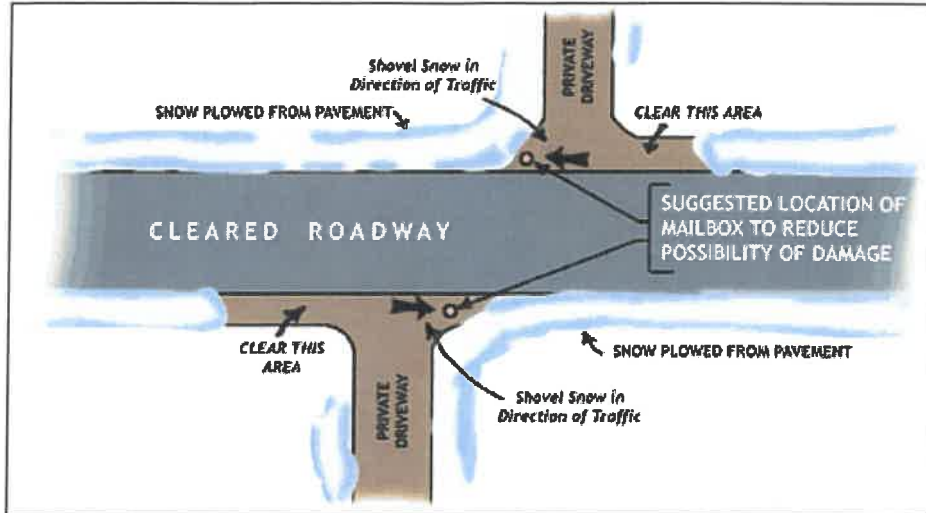 Shovel Snow in
Direction of Traffic
PRIVATE
DRIVEWAY
SNOW PLOWED FROM PAVEMENT
CLEAR THIS AREA
CLEARED ROADWAY
SUGGESTED LOCATION OF
MAILBOX TO REDUCE
POSSIBILITY OF DAMAGE
CLEAR THIS
AREA
SNOW PLOWED FROM PAVEMENT
PRIVATE
DRIVEWAY
Shovel Snow in
Direction of Traffic